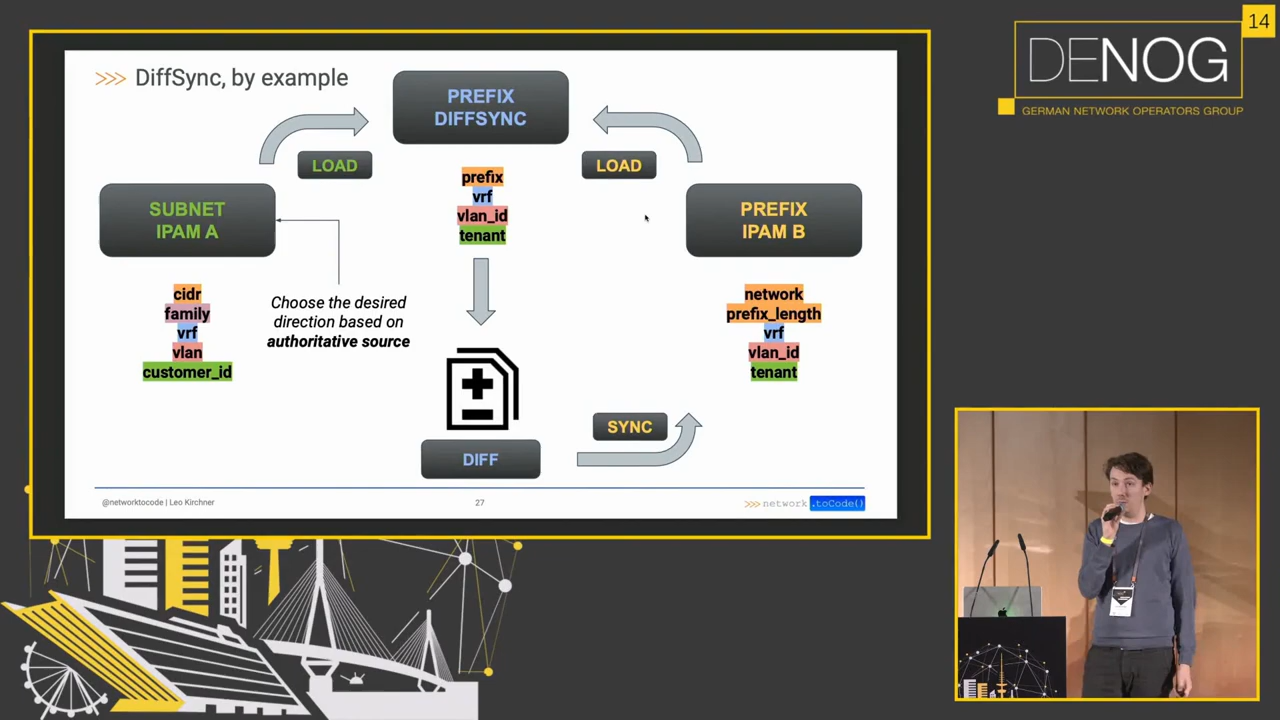 14
DENOG
GERMAN NETWORK OPERATORS GROUP
>>> DiffSync, by example
PREFIX
DIFFSYNC
LOAD
LOAD
SUBNET
IPAM A
PREFIX
IPAM B
prefix
vrf
vlan_id
tenant
cidr
family
vrf
vlan
customer_id
Choose the desired
direction based on
authoritative source
network
prefix_length
vrf
vlan_id
tenant
SYNC
DIFF
@networktocode | Leo Kirchner
27
>>> network .toCode()